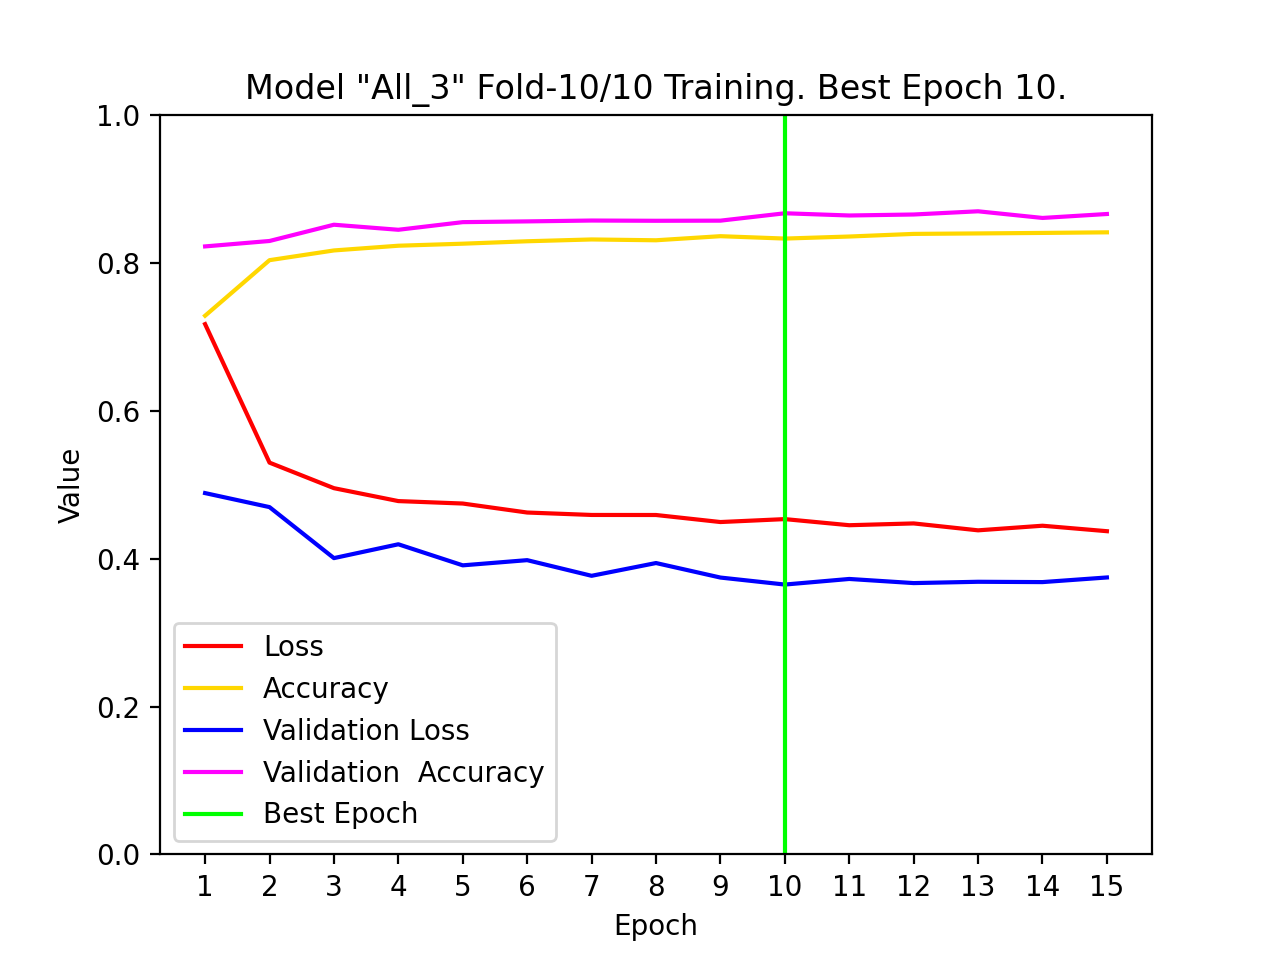 Model "All_3" Fold-10/10 Training. Best Epoch 10.
1.0
0.8
0.6
0.4
0.2
0.0
Value
Loss
Accuracy
Validation Loss
Validation  Accuracy
Best Epoch
1 2 3 4 5 6 7 8 9 10 11 12 13 14 15
Epoch